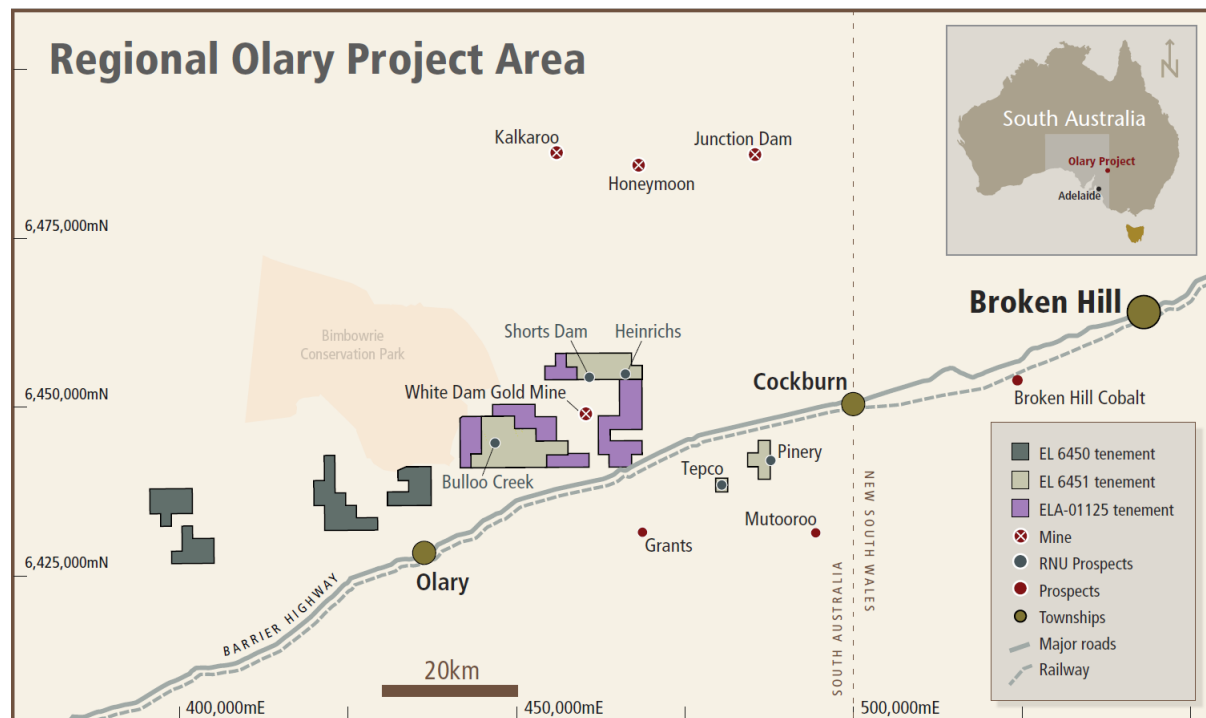 Regional Olary Project Area
N
South Australia
Olary Project
Adelaide
Kalkaroo
Honeymoon
Junction Dam
6,475,000mN
Bimbowrie
Conservation Park
Shorts Dam
Heinrichs
Broken Hill
White Dam Gold Mine
Cockburn
6,450,000mN
Broken Hill Cobalt
Bulloo Creek
Tepco
Pinery
Grants
Mutooroo
6,425,000mN
Olary
BARRIER HIGHWAY
SOUTH AUSTRALIA
NEW SOUTH WALES
20km
400,000mE
450,000mE
500,000mE
EL 6450 tenement
EL 6451 tenement
ELA-01125 tenement
Mine
RNU Prospects
Prospects
Townships
Major roads
Railway